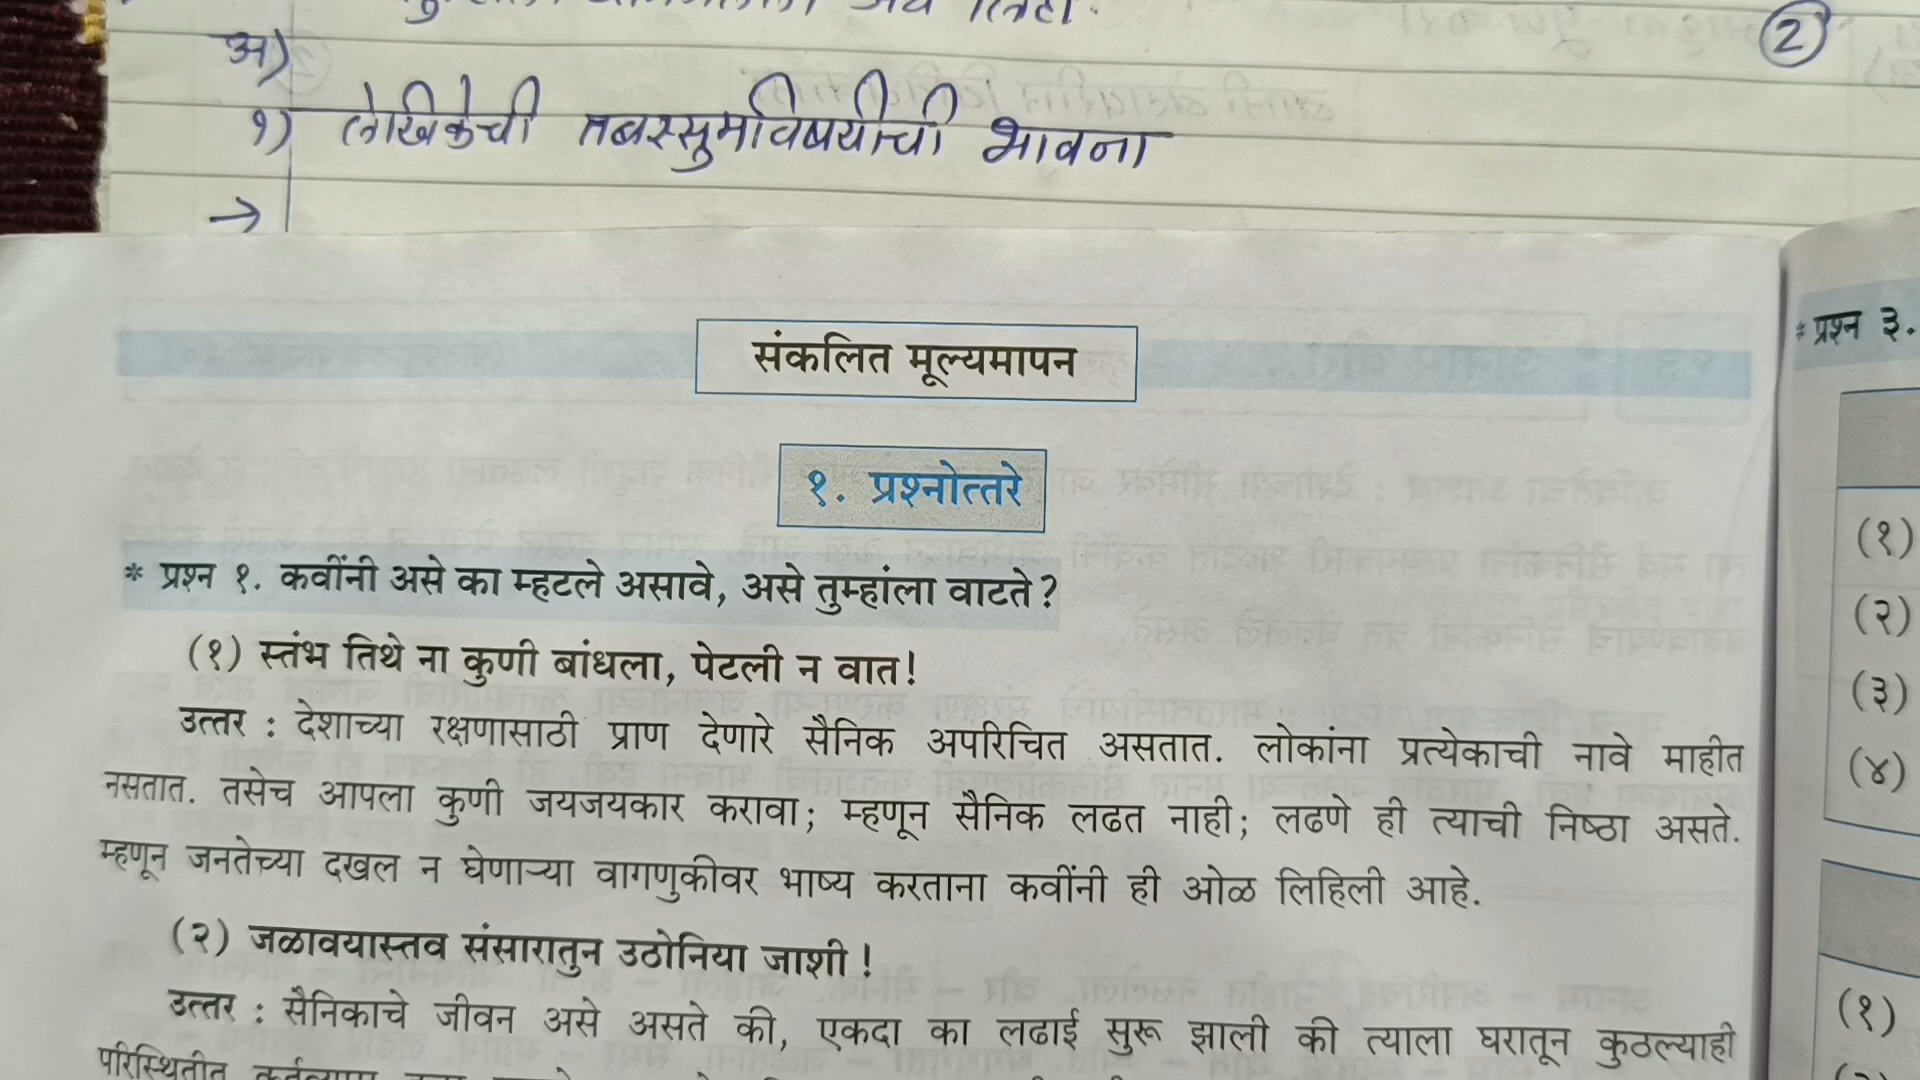 अ)
2
१) लेखिकेची तबस्सुमविषयीची भावना
→
संकलित मूल्यमापन
१. प्रश्नोत्तरे
* प्रश्न १. कवींनी असे का म्हटले असावे, असे तुम्हांला वाटते?
(१) स्तंभ तिथे ना कुणी बांधला, पेटली न वात!
उत्तर : देशाच्या रक्षणासाठी प्राण देणारे सैनिक अपरिचित असतात. लोकांना प्रत्येकाची नावे माहीत
नसतात. तसेच आपला कुणी जयजयकार करावा; म्हणून सैनिक लढत नाही; लढणे ही त्याची निष्ठा असते.
म्हणून जनतेच्या दखल न घेणाऱ्या वागणुकीवर भाष्य करताना कवींनी ही ओळ लिहिली आहे.
(२) जळावयास्तव संसारातुन उठोनिया जाशी!
उत्तर : सैनिकाचे जीवन असे असते की, एकदा का लढाई सुरू झाली की त्याला घरातून कुठल्याही
परिस्थितीत
* प्रश्न ३.
(१)
(२)
(३)
(४)
(१)